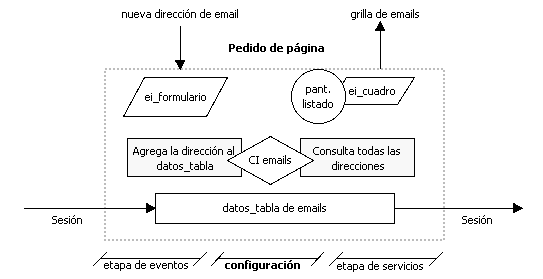 nueva dirección de email
grilla de emails
Pedido de página
ei_formulario
pant.
listado
ei_cuadro
Agrega la dirección al
datos_tabla
CI emails
Consulta todas las
direcciones
datos_tabla de emails
Sesión
Sesión
etapa de eventos
configuración
etapa de servicios